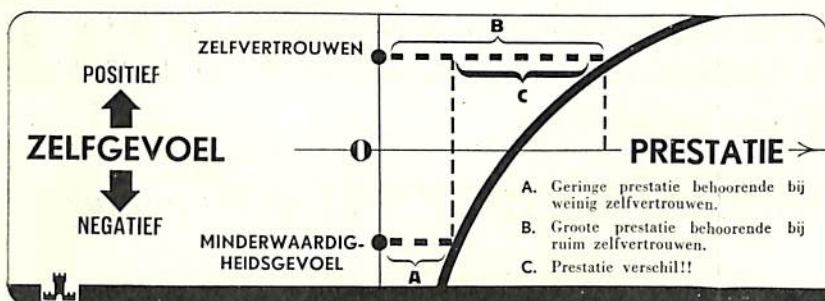 B
ZELFVERTROUWEN
C
POSITIEF
ZELFGEVOEL
NEGATIEF
O
PRESTATIE
A. Geringe prestatie behoorende bij
weinig zelfvertrouwen.
B. Groote prestatie behoorende bij
ruim zelfvertrouwen.
C. Prestatie verschil!!
MINDERWAARDIG-
HEIDSGEVOEL
A